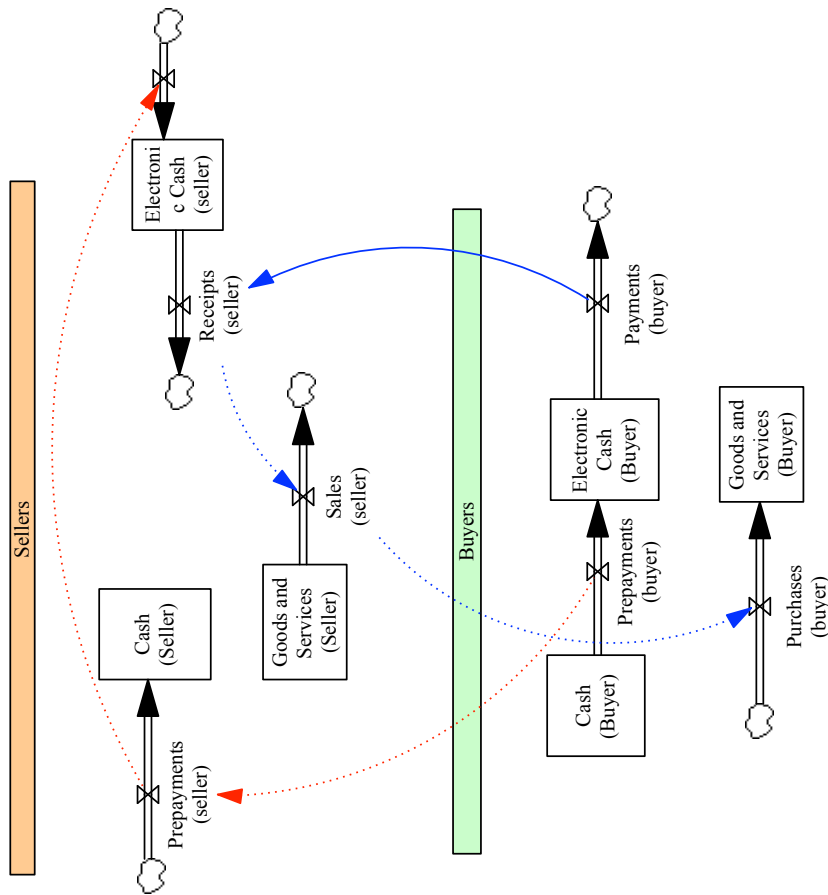 Sellers
Prepayments
(seller)
Cash
(Seller)
Electroni
c Cash
(seller)
Receipts
(seller)
Goods and
Services
(Seller)
Sales
(seller)
Buyers
Cash
(Buyer)
Prepayments
(buyer)
Electronic
Cash
(Buyer)
Payments
(buyer)
Purchases
(buyer)
Goods and
Services
(Buyer)